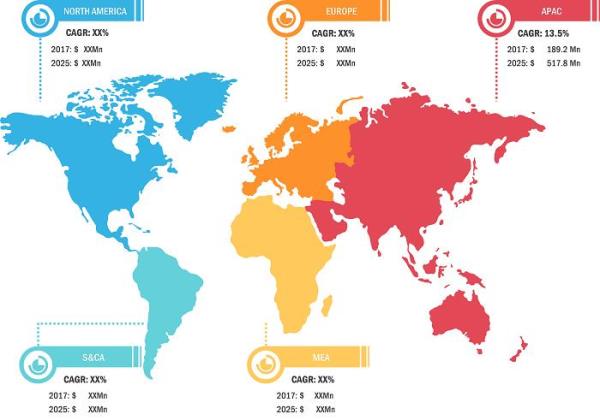 NORTH AMERICA
CAGR: XX%
2017: $ XXMn
2025: $ XXMn
EUROPE
CAGR: XX%
2017: $ XXMn
2025: $ XXMn
APAC
CAGR: 13.5%
2017: $ 189.2 Mn
2025: $ 517.8 Mn
S&CA
CAGR: XX%
2017: $ XXMn
2025: $ XXMn
MEA
CAGR: XX%
2017: $ XXMn
2025: $ XXMn